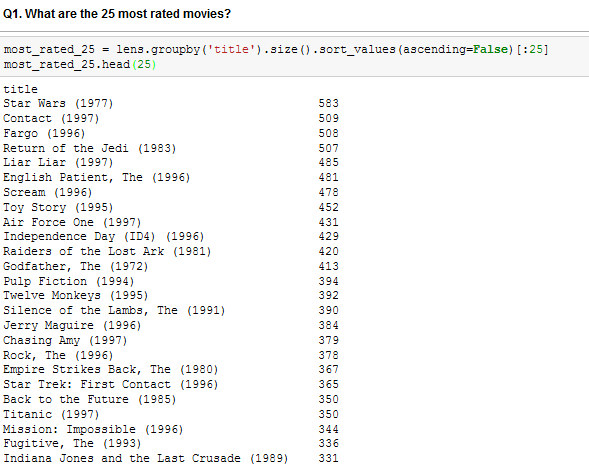 Q1. What are the 25 most rated movies?
most_rated_25 = lens.groupby('title').size().sort_values(ascending=False)[:25]
most_rated_25.head(25)
title
Star Wars (1977) 583
Contact (1997) 509
Fargo (1996) 508
Return of the Jedi (1983) 507
Liar Liar (1997) 485
English Patient, The (1996) 481
Scream (1996) 478
Toy Story (1995) 452
Air Force One (1997) 431
Independence Day (ID4) (1996) 429
Raiders of the Lost Ark (1981) 420
Godfather, The (1972) 413
Pulp Fiction (1994) 394
Twelve Monkeys (1995) 392
Silence of the Lambs, The (1991) 390
Jerry Maguire (1996) 384
Chasing Amy (1997) 379
Rock, The (1996) 378
Empire Strikes Back, The (1980) 367
Star Trek: First Contact (1996) 365
Back to the Future (1985) 350
Titanic (1997) 350
Mission: Impossible (1996) 344
Fugitive, The (1993) 336
Indiana Jones and the Last Crusade (1989) 331